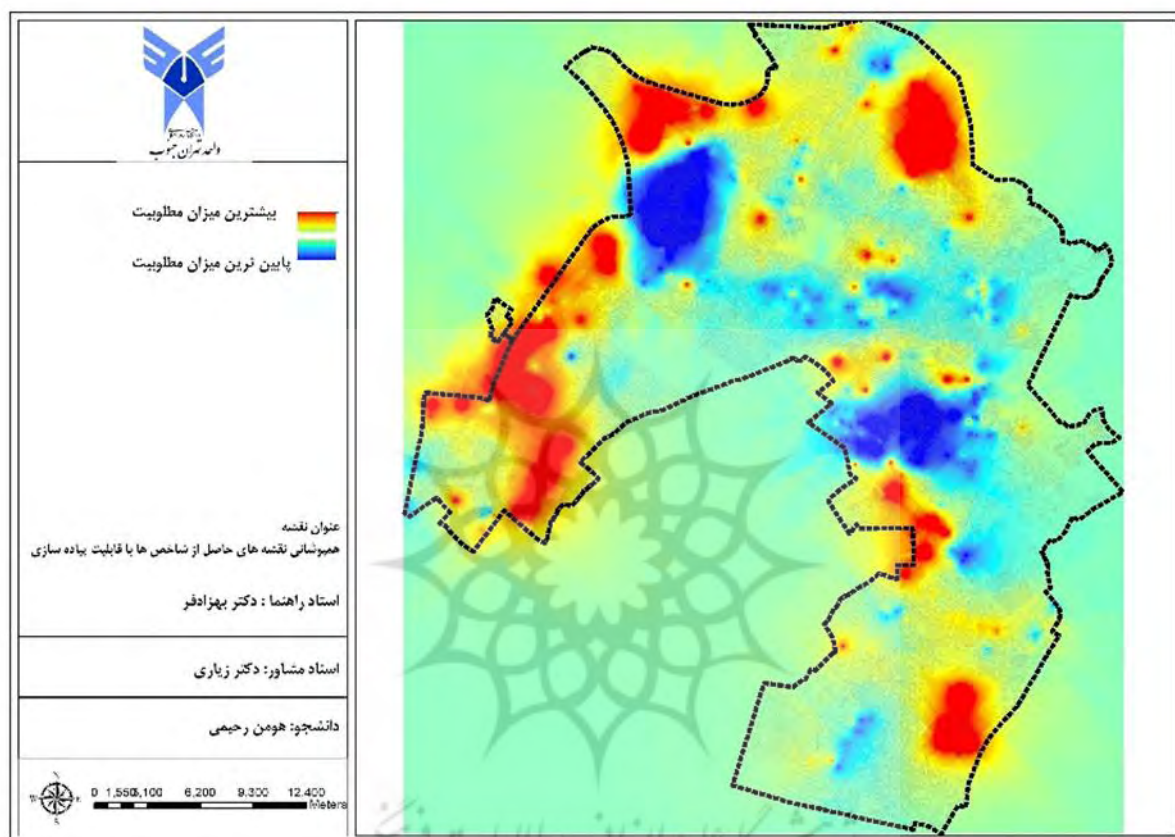 واحد تهران جنوب
بیشترین میزان مطلوبیت
پایین ترین میزان مطلوبیت
عنوان نقشه
همپوشانی نقشه های حاصل از شاخص ها با قابلیت پیاده سازی
استاد راهنما : دکتر بهزادفر
استاد مشاور: دکتر زیاری
دانشجو: هومن رحیمی
N
W E
S
0 1,550 3,100 6,200 9,300 12,400
Meters